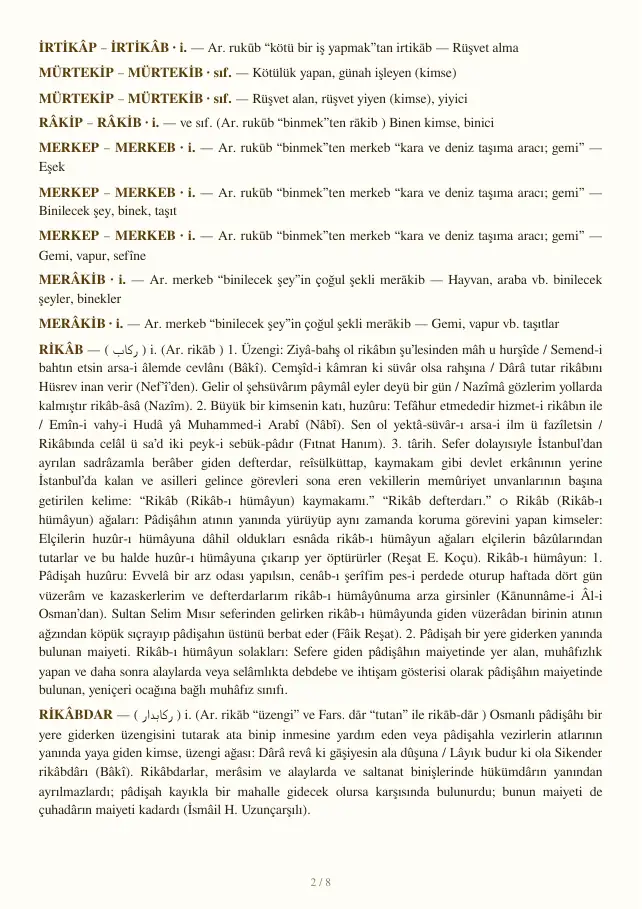 İRTİKÂP – İRTİKÂB · i. — Ar. rukūb “kötü bir iş yapmak”tan irtikāb — Rüşvet alma
MÜRTEKİP – MÜRTEKİB · sıf. — Kötülük yapan, günah işleyen (kimse)
MÜRTEKİP – MÜRTEKİB · sıf. — Rüşvet alan, rüşvet yiyen (kimse), yiyici
RÂKİP – RÂKİB · i. — ve sıf. (Ar. rukūb “binmek”ten rākib ) Binen kimse, binici
MERKEP – MERKEB · i. — Ar. rukūb “binmek”ten merkeb “kara ve deniz taşıma aracı; gemi” —
Eşek
MERKEP – MERKEB · i. — Ar. rukūb “binmek”ten merkeb “kara ve deniz taşıma aracı; gemi” —
Binilecek şey, binek, taşıt
MERKEP – MERKEB · i. — Ar. rukūb “binmek”ten merkeb “kara ve deniz taşıma aracı; gemi” —
Gemi, vapur, sefîne
MERÂKİB · i. — Ar. merkeb “binilecek şey”in çoğul şekli merākib — Hayvan, araba vb. binilecek
şeyler, binekler
MERÂKİB · i. — Ar. merkeb “binilecek şey”in çoğul şekli merākib — Gemi, vapur vb. taşıtlar
RİKÂB — ( ركاب ) i. (Ar. rikāb ) 1. Üzengi: Ziyâ-bahş ol rikâbın şu’lesinden mâh u hurşîde / Semend-i
bahtın etsin arsa-i âlemde cevlânı (Bâkî). Cemşîd-i kâmran ki süvâr olsa rahşına / Dârâ tutar rikâbını
Hüsrev inan verir (Nef’î’den). Gelir ol şehsüvârım pâymâl eyler deyü bir gün / Nazîmâ gözlerim yollarda
kalmıştır rikâb-âsâ (Nazîm). 2. Büyük bir kimsenin katı, huzûru: Tefâhur etmededir hizmet-i rikâbın ile
/ Emîn-i vahy-i Hudâ yâ Muhammed-i Arabî (Nâbî). Sen ol yektâ-süvâr-ı arsa-i ilm ü fazîletsin /
Rikâbında celâl ü sa’d iki peyk-i sebük-pâdır (Fıtnat Hanım). 3. târih. Sefer dolayısıyle İstanbul’dan
ayrılan sadrâzamla berâber giden defterdar, reîsülküttap, kaymakam gibi devlet erkânının yerine
İstanbul’da kalan ve asilleri gelince görevleri sona eren vekillerin memûriyet unvanlarının başına
getirilen kelime: “Rikâb (Rikâb-ı hümâyun) kaymakamı.” “Rikâb defterdarı.” ○ Rikâb (Rikâb-ı
hümâyun) ağaları: Pâdişâhın atının yanında yürüyüp aynı zamanda koruma görevini yapan kimseler:
Elçilerin huzûr-ı hümâyuna dâhil oldukları esnâda rikâb-ı hümâyun ağaları elçilerin bâzûlarından
tutarlar ve bu halde huzûr-ı hümâyuna çıkarıp yer öptürürler (Reşat E. Koçu). Rikâb-ı hümâyun: 1.
Pâdişah huzûru: Evvelâ bir arz odası yapılsın, cenâb-ı şerîfim pes-i perdede oturup haftada dört gün
vüzerâm ve kazaskerlerim ve defterdarlarım rikâb-ı hümâyûnuma arza girsinler (Kānunnâme-i Âl-i
Osman’dan). Sultan Selim Mısır seferinden gelirken rikâb-ı hümâyunda giden vüzerâdan birinin atının
ağzından köpük sıçrayıp pâdişahın üstünü berbat eder (Fâik Reşat). 2. Pâdişah bir yere giderken yanında
bulunan maiyeti. Rikâb-ı hümâyun solakları: Sefere giden pâdişâhın maiyetinde yer alan, muhâfızlık
yapan ve daha sonra alaylarda veya selâmlıkta debdebe ve ihtişam gösterisi olarak pâdişâhın maiyetinde
bulunan, yeniçeri ocağına bağlı muhâfız sınıfı.
RİKÂBDAR — ( ركابدار ) i. (Ar. rikāb “üzengi” ve Fars. dār “tutan” ile rikāb-dār ) Osmanlı pâdişâhı bir
yere giderken üzengisini tutarak ata binip inmesine yardım eden veya pâdişahla vezirlerin atlarının
yanında yaya giden kimse, üzengi ağası: Dârâ revâ ki gāşiyesin ala dûşuna / Lâyık budur ki ola Sikender
rikâbdârı (Bâkî). Rikâbdarlar, merâsim ve alaylarda ve saltanat binişlerinde hükümdârın yanından
ayrılmazlardı; pâdişah kayıkla bir mahalle gidecek olursa karşısında bulunurdu; bunun maiyeti de
çuhadârın maiyeti kadardı (İsmâil H. Uzunçarşılı).
2 / 8